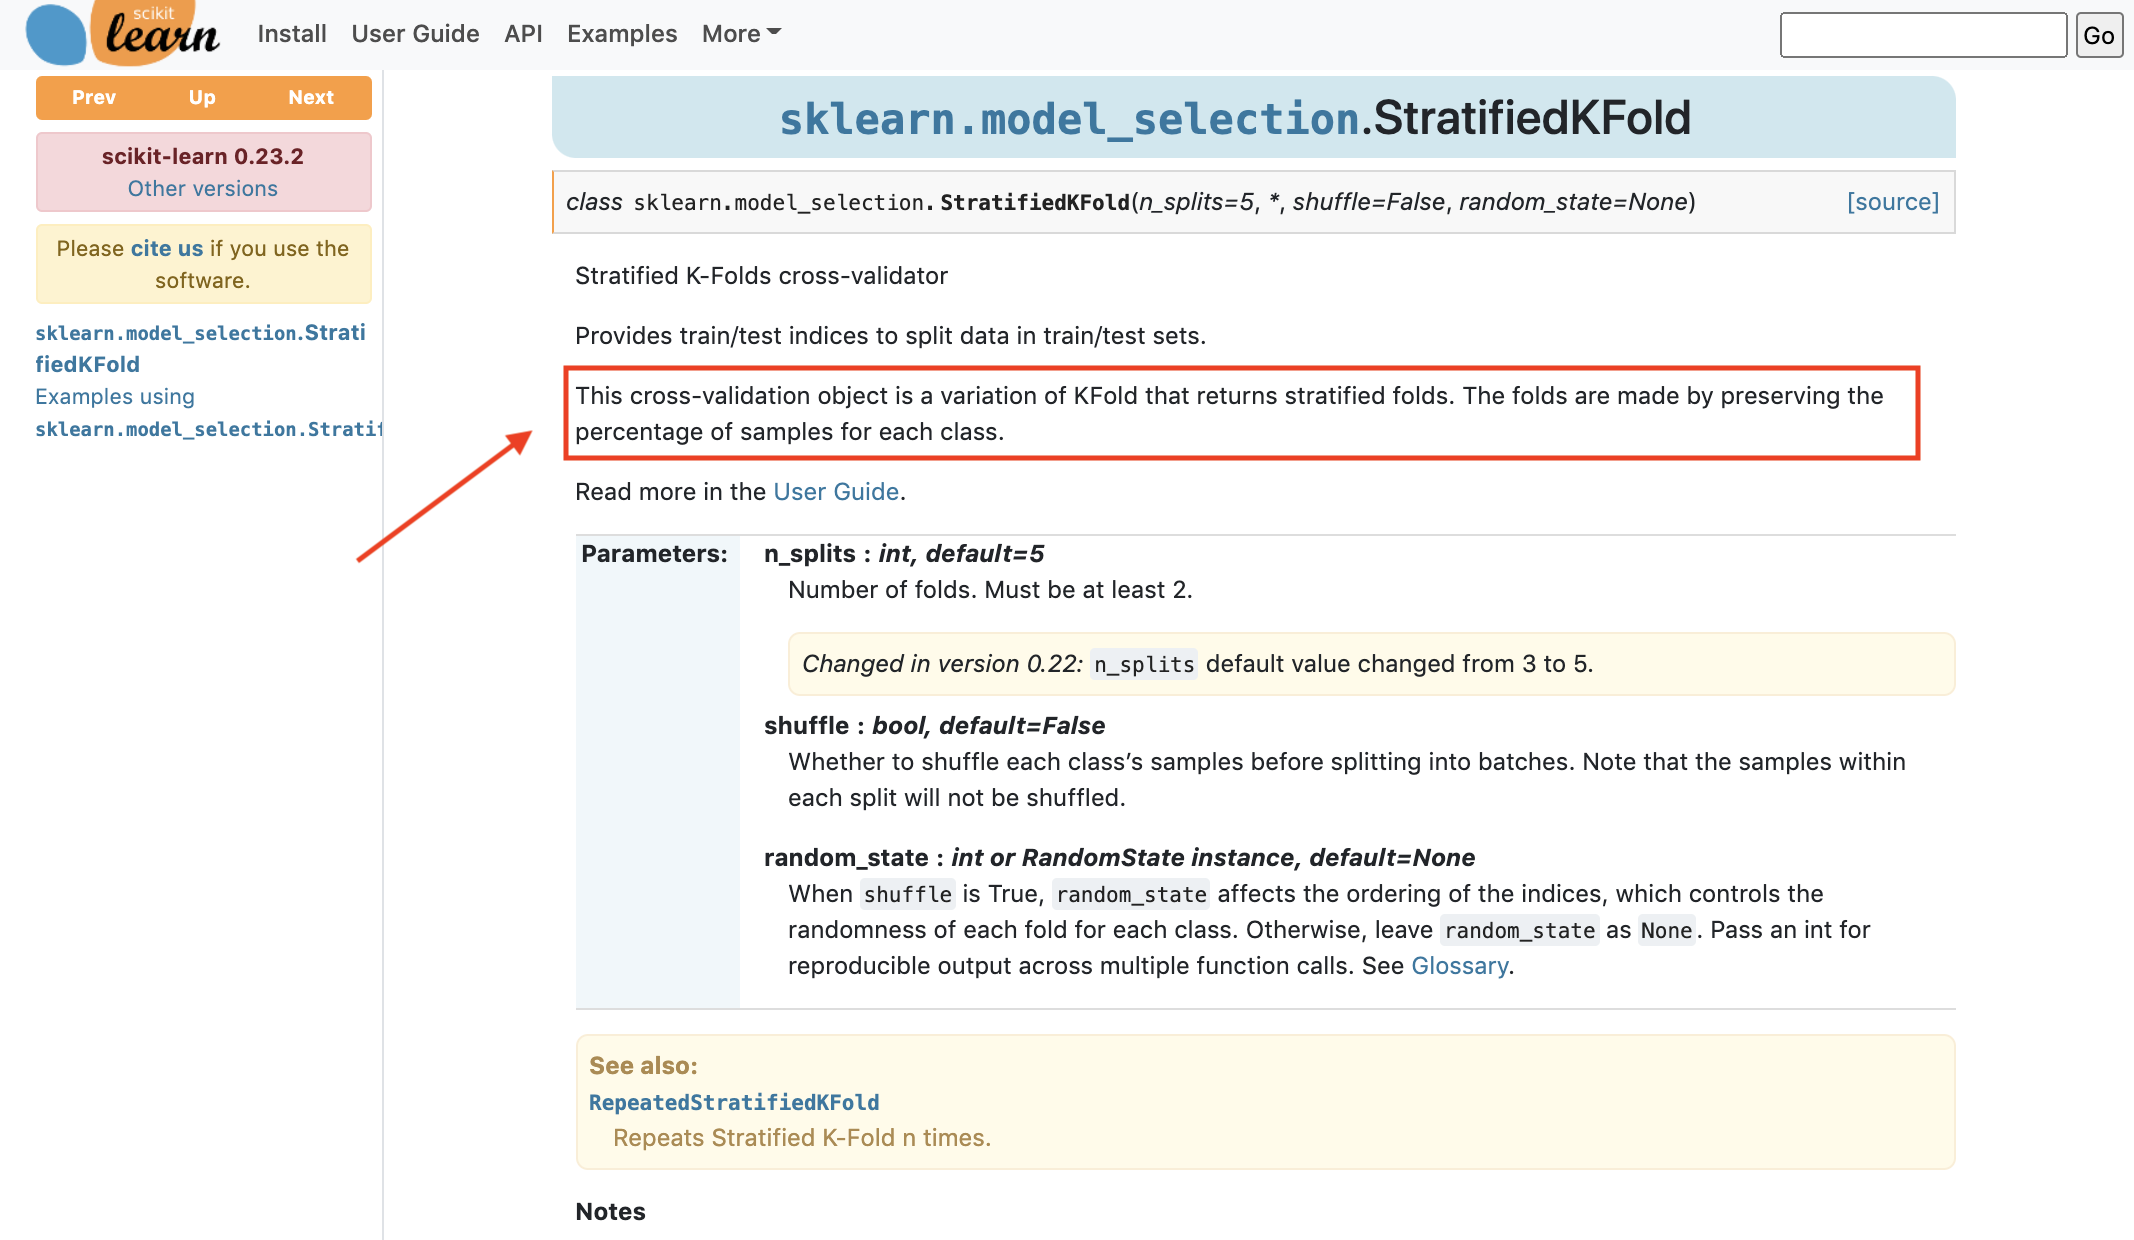 scikit
learn
Install User Guide API Examples More
Go
Prev Up Next
scikit-learn 0.23.2
Other versions
Please cite us if you use the
software.
sklearn.model_selection.Strati
fiedKFold
Examples using
sklearn.model_selection.Stratif
sklearn.model_selection.StratifiedKFold
class sklearn.model_selection.StratifiedKFold(n_splits=5, *, shuffle=False, random_state=None) [source]
Stratified K-Folds cross-validator
Provides train/test indices to split data in train/test sets.
This cross-validation object is a variation of KFold that returns stratified folds. The folds are made by preserving the
percentage of samples for each class.
Read more in the User Guide.
Parameters:
n_splits : int, default=5
Number of folds. Must be at least 2.
Changed in version 0.22: n_splits default value changed from 3 to 5.
shuffle : bool, default=False
Whether to shuffle each class’s samples before splitting into batches. Note that the samples within
each split will not be shuffled.
random_state : int or RandomState instance, default=None
When shuffle is True, random_state affects the ordering of the indices, which controls the
randomness of each fold for each class. Otherwise, leave random_state as None. Pass an int for
reproducible output across multiple function calls. See Glossary.
See also:
RepeatedStratifiedKFold
Repeats Stratified K-Fold n times.
Notes